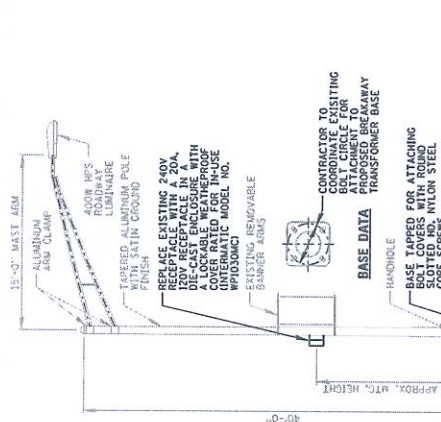 15'-0" MAST ARM
ALUMINUM
ARM CLAMP
400W HPS
ROADWAY
LUMINAIRE
TAPERED ALUMINUM POLE
WITH SATIN GROUND
FINISH
REPLACE EXISTING 240V
RECEPTACLE WITH A 20A,
120V RECEPTACLE IN A
DIE-CAST ENCLOSURE WITH
A LOCKABLE WEATHERPROOF
COVER RATED FOR IN-USE
(INTERMATIC MODEL NO.
WP1030MC)
EXISTING REMOVABLE
BANNER ARMS
CONTRACTOR TO
COORDINATE EXISITING
BOLT CIRCLE FOR
ATTACHMENT TO
PROPOSED BREAKAWAY
TRANSFORMER BASE
BASE DATA
HANDHOLE
BASE TAPPED FOR ATTACHING
BOLT COVERS WITH ROUND
SLOTTED HD. NYLON STEEL
CORE SCREWS
APPROX. MTG. HEIGHT
40'-0"